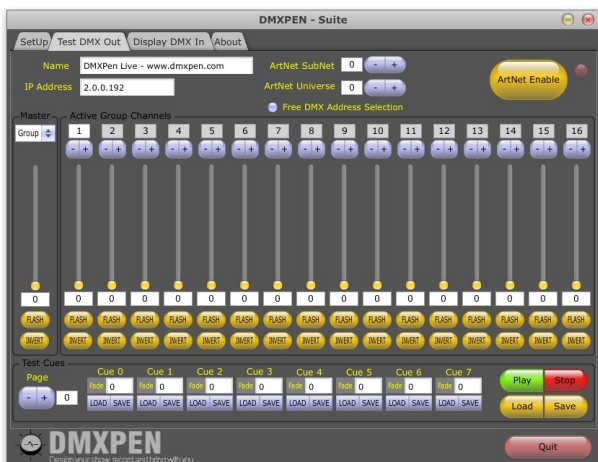 DMXPEN - Suite
SetUp Test DMX Out Display DMX In About
Name DMXPen Live - www.dmxpen.com ArtNet SubNet 0 - +
ArtNet Enable
IP Address 2.0.0.192 ArtNet Universe 0 - +
Free DMX Address Selection
Master Active Group Channels
Group 1 2 3 4 5 6 7 8 9 10 11 12 13 14 15 16
- + - + - + - + - + - + - + - + - + - + - + - + - + - + - + - +
0 0 0 0 0 0 0 0 0 0 0 0 0 0 0 0 0
FLASH FLASH FLASH FLASH FLASH FLASH FLASH FLASH FLASH FLASH FLASH FLASH FLASH FLASH FLASH FLASH FLASH
INVERT INVERT INVERT INVERT INVERT INVERT INVERT INVERT INVERT INVERT INVERT INVERT INVERT INVERT INVERT INVERT INVERT
Test Cues
Page Cue 0 Cue 1 Cue 2 Cue 3 Cue 4 Cue 5 Cue 6 Cue 7
Fade 0 Fade 0 Fade 0 Fade 0 Fade 0 Fade 0 Fade 0 Fade 0 Play Stop
- + 0 LOAD SAVE LOAD SAVE LOAD SAVE LOAD SAVE LOAD SAVE LOAD SAVE LOAD SAVE LOAD SAVE Load Save
DMXPEN
Design your show, record and bring with you
Quit